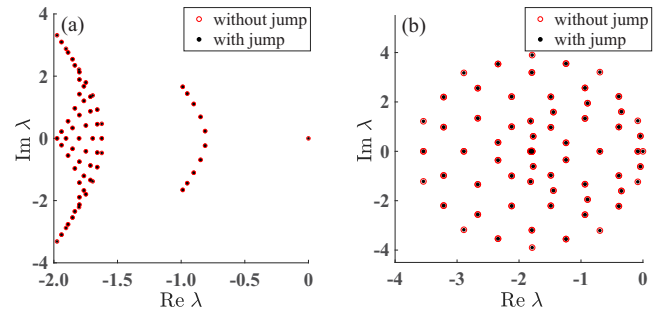 (a)
without jump
with jump
4
2
0
-2
-4
Im λ
-2.0
-1.5
-1.0
-0.5
0
Re λ
(b)
without jump
with jump
4
2
0
-2
-4
Im λ
-4
-3
-2
-1
0
Re λ